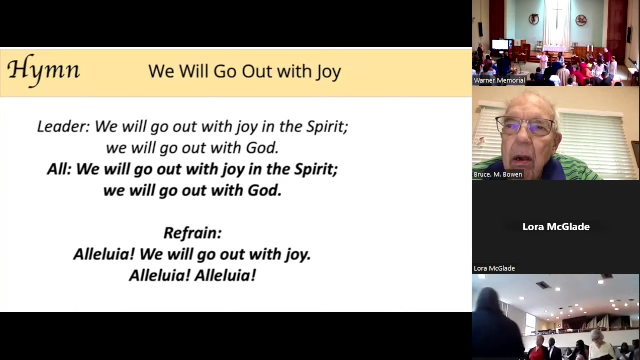 Hymn
We Will Go Out with Joy
Leader: We will go out with joy in the Spirit;
we will go out with God.
All: We will go out with joy in the Spirit;
we will go out with God.
Refrain:
Alleluia! We will go out with joy.
Alleluia! Alleluia!
Warner Memorial
Bruce. M. Bowen
Lora McGlade
Lora McGlade